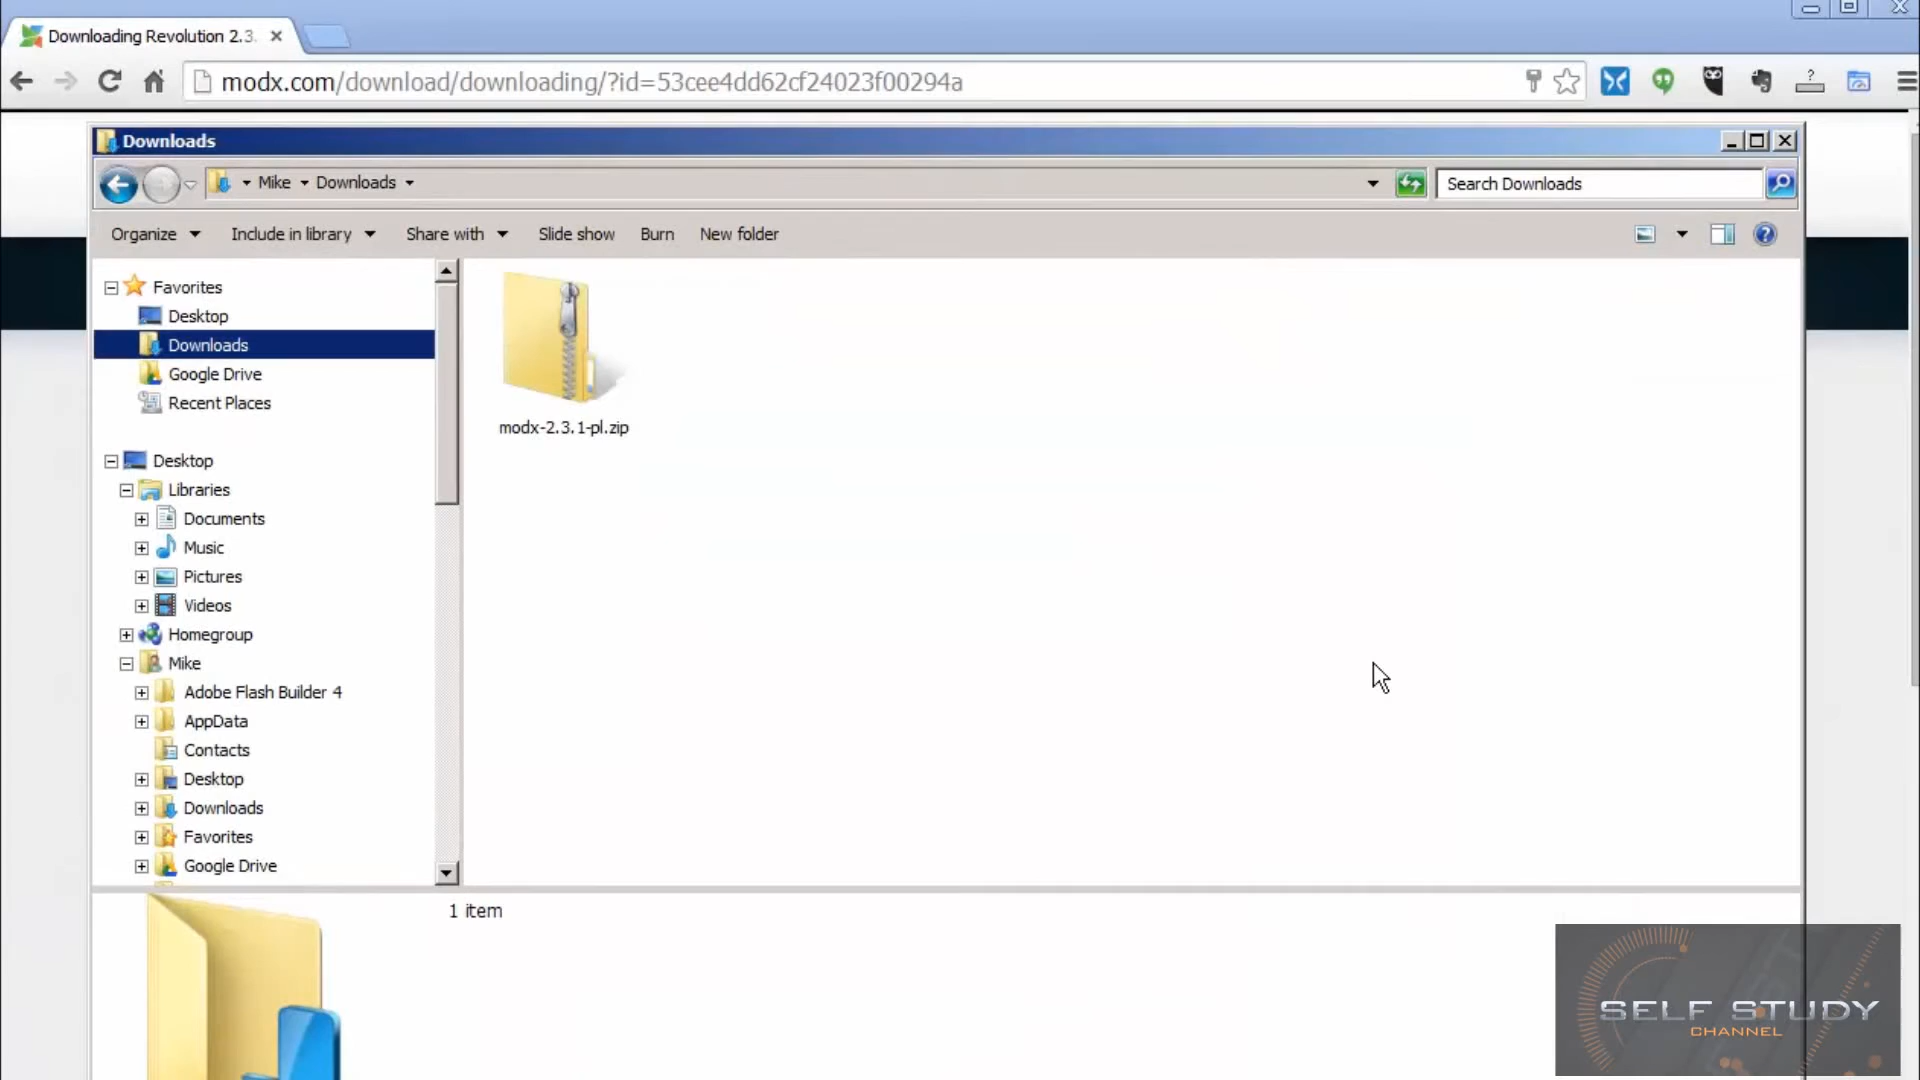 Downloading Revolution 2.3.
modx.com/download/downloading/?id=53cee4dd62cf24023f00294a
Downloads
Mike Downloads
Search Downloads
Organize Include in library Share with Slide show Burn New folder
Favorites
Desktop
Downloads
Google Drive
Recent Places
Desktop
Libraries
Documents
Music
Pictures
Videos
Homegroup
Mike
Adobe Flash Builder 4
AppData
Contacts
Desktop
Downloads
Favorites
Google Drive
modx-2.3.1-pl.zip
1 item
SELF STUDY
CHANNEL